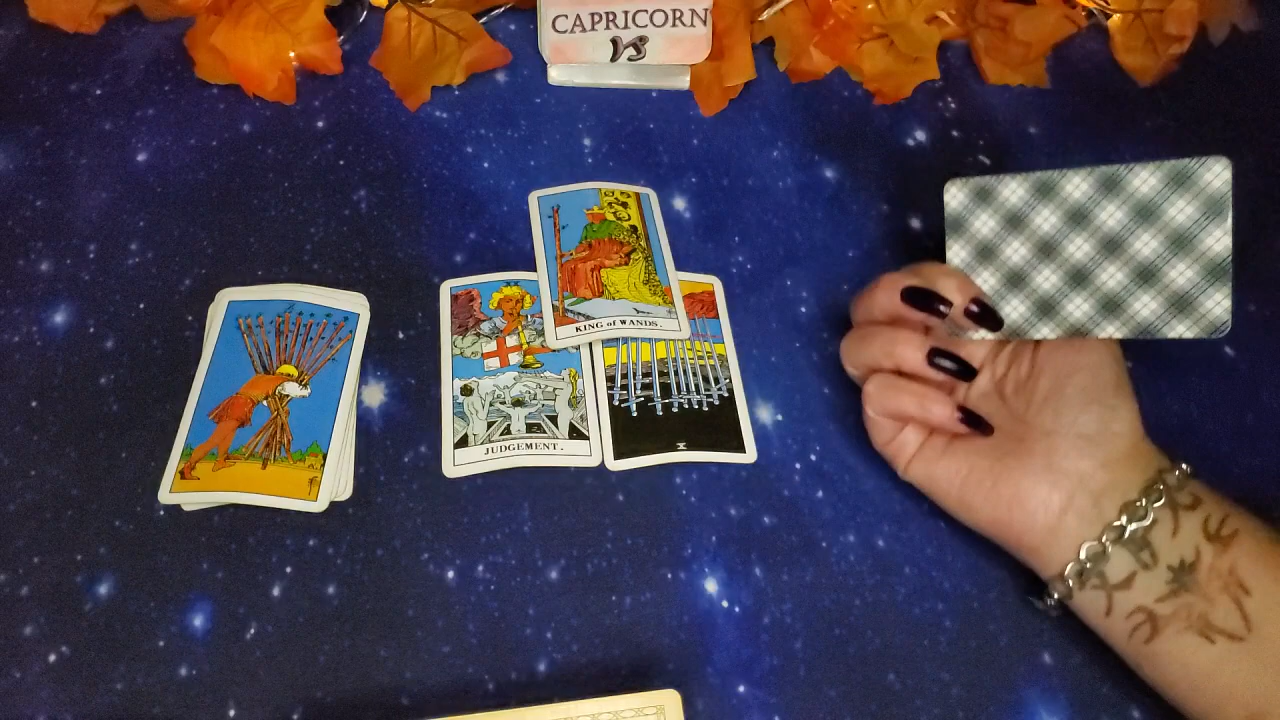 CAPRICORN
♑
KING of WANDS.
JUDGEMENT.
X